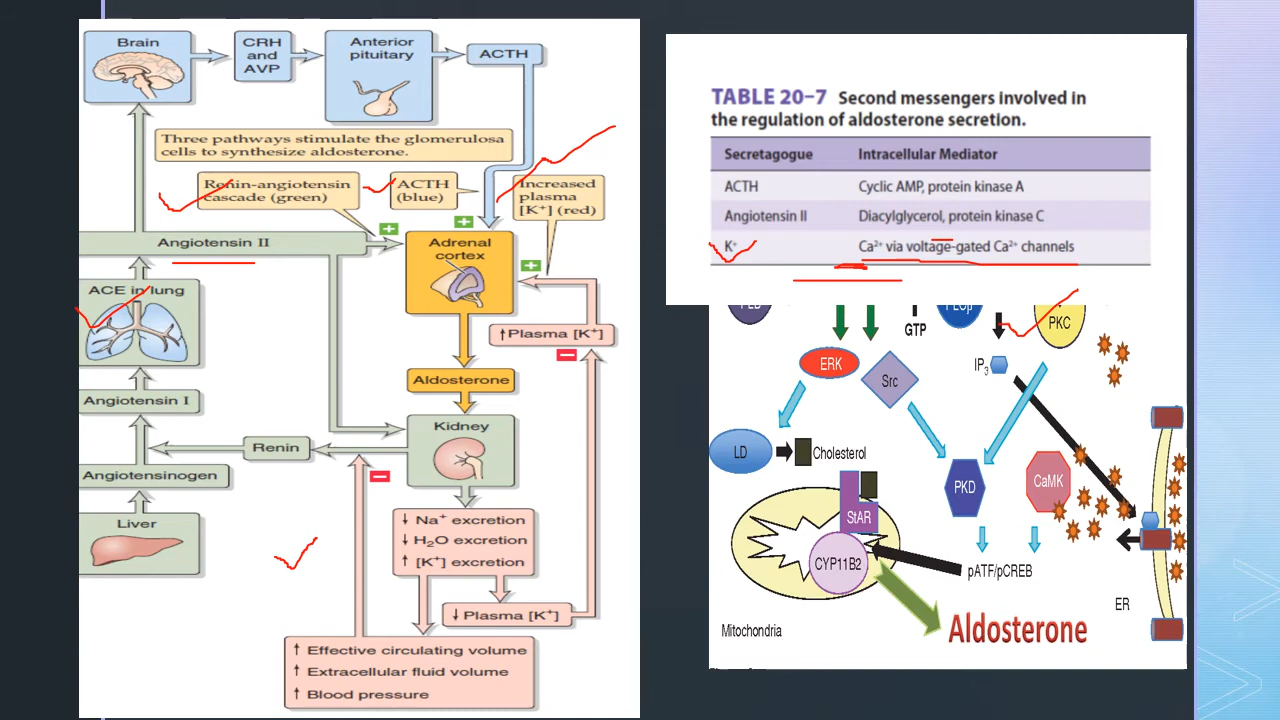 Brain
CRH
and
AVP
Anterior
pituitary
ACTH
Three pathways stimulate the glomerulosa
cells to synthesize aldosterone.
Renin-angiotensin
cascade (green)
ACTH
(blue)
Increased
plasma
[K⁺] (red)
Angiotensin II
Adrenal
cortex
ACE in lung
↑Plasma [K⁺]
Aldosterone
Angiotensin I
Kidney
Renin
Angiotensinogen
Liver
↓ Na⁺ excretion
↓ H₂O excretion
↑ [K⁺] excretion
↓ Plasma [K⁺]
↑ Effective circulating volume
↑ Extracellular fluid volume
↑ Blood pressure
TABLE 20–7 Second messengers involved in
the regulation of aldosterone secretion.
Secretagogue Intracellular Mediator
ACTH Cyclic AMP, protein kinase A
Angiotensin II Diacylglycerol, protein kinase C
K⁺ Ca²⁺ via voltage-gated Ca²⁺ channels
GTP
PKC
ERK
Src
IP₃
LD
Cholesterol
PKD
CaMK
StAR
CYP11B2
pATF/pCREB
ER
Mitochondria
Aldosterone